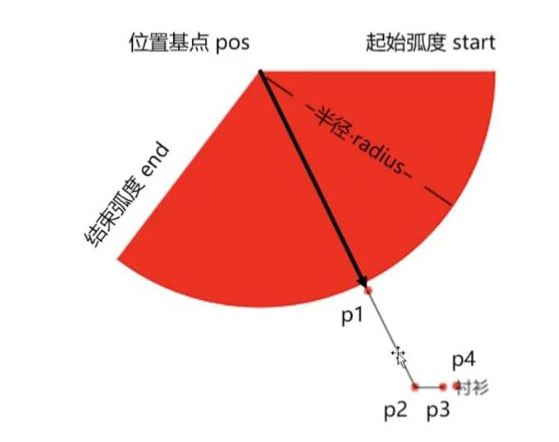 位置基点 pos
起始弧度 start
半径 radius
结束弧度 end
p1
p4
衬衫
p2
p3